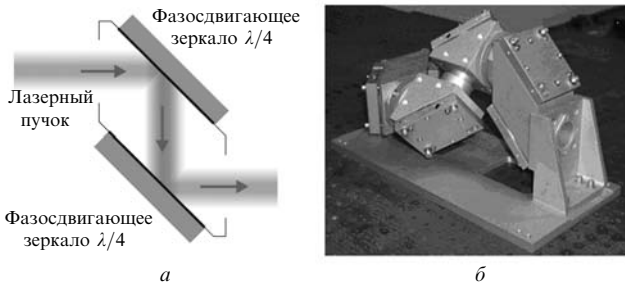 Фазосдвигающее
зеркало λ/4
Лазерный
пучок
Фазосдвигающее
зеркало λ/4
а
б